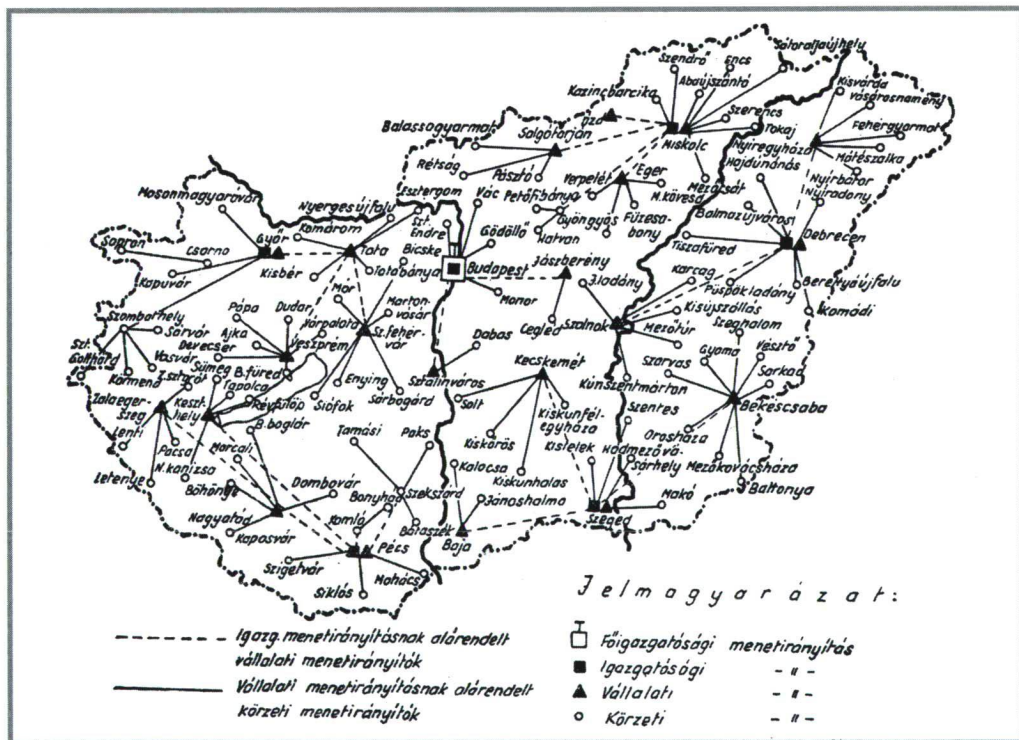 Sátoraljaújhely
Szendrő
Encs
Kisvárda
Abaújszántó
Vásárosnamény
Kazincbarcika
Szerencs
Fehérgyarmat
Ózd
Balassagyarmat
Salgótarján
Miskolc
Tokaj
Nyíregyháza
Mátészalka
Rétság
Pásztó
Verpelét
Eger
Hajdúnánás
Nyírbátor
Mezőcsát
Nyíradony
M.kövesd
Mosonmagyaróvár
Esztergom
Vác
Petőfibánya
Nyergesújfalu
Gyöngyös
Füzesabony
Balmazújváros
Komárom
Szt. Endre
Hatvan
Sopron
Csorna
Győr
Tata
Bicske
Gödöllő
Tiszafüred
Debrecen
Jászberény
Kapuvár
Kisbér
Tatabánya
Budapest
J.ladány
Karcag
Berettyóújfalu
Püspökladány
Mór
Monor
Kisújszállás
Komádi
Szombathely
Pápa
Dudar
Martonvásár
Cegléd
Szolnok
Mezőtúr
Szeghalom
Sárvár
Ajka
Várpalota
Szt.fehérvár
Dabas
Gyoma
Vésztő
Devecser
Veszprém
Szarvas
Szt. Gotthárd
Vasvár
Sümeg
B.füred
Kecskemét
Sarkad
Körmend
Z.sztgrót
Tapolca
Enying
Sztálinváros
Kúnszentmárton
Zalaegerszeg
Keszthely
Révfülöp
Siófok
Sárbogárd
Solt
Kiskunfélegyháza
Szentes
Békéscsaba
B.boglár
Tamási
Paks
Kiskőrös
Orosháza
Lenti
Pacsa
Marcali
Kistelek
Hódmezővásárhely
Mezőkovácsháza
Letenye
N.kanizsa
Kalocsa
Kiskunhalas
Böhönye
Dombóvár
Bonyhád
Szekszárd
Jánoshalma
Makó
Battonya
Nagyatád
Komló
Bátaszék
Szeged
Kaposvár
Baja
Pécs
Szigetvár
Mohács
Siklós
Jelmagyarázat:
Igazg. menetirányításnak alárendelt
vállalati menetirányítók
Vállalati menetirányításnak alárendelt
körzeti menetirányítók
Főigazgatósági menetirányítás
Igazgatósági - " -
Vállalati - " -
Körzeti - " -